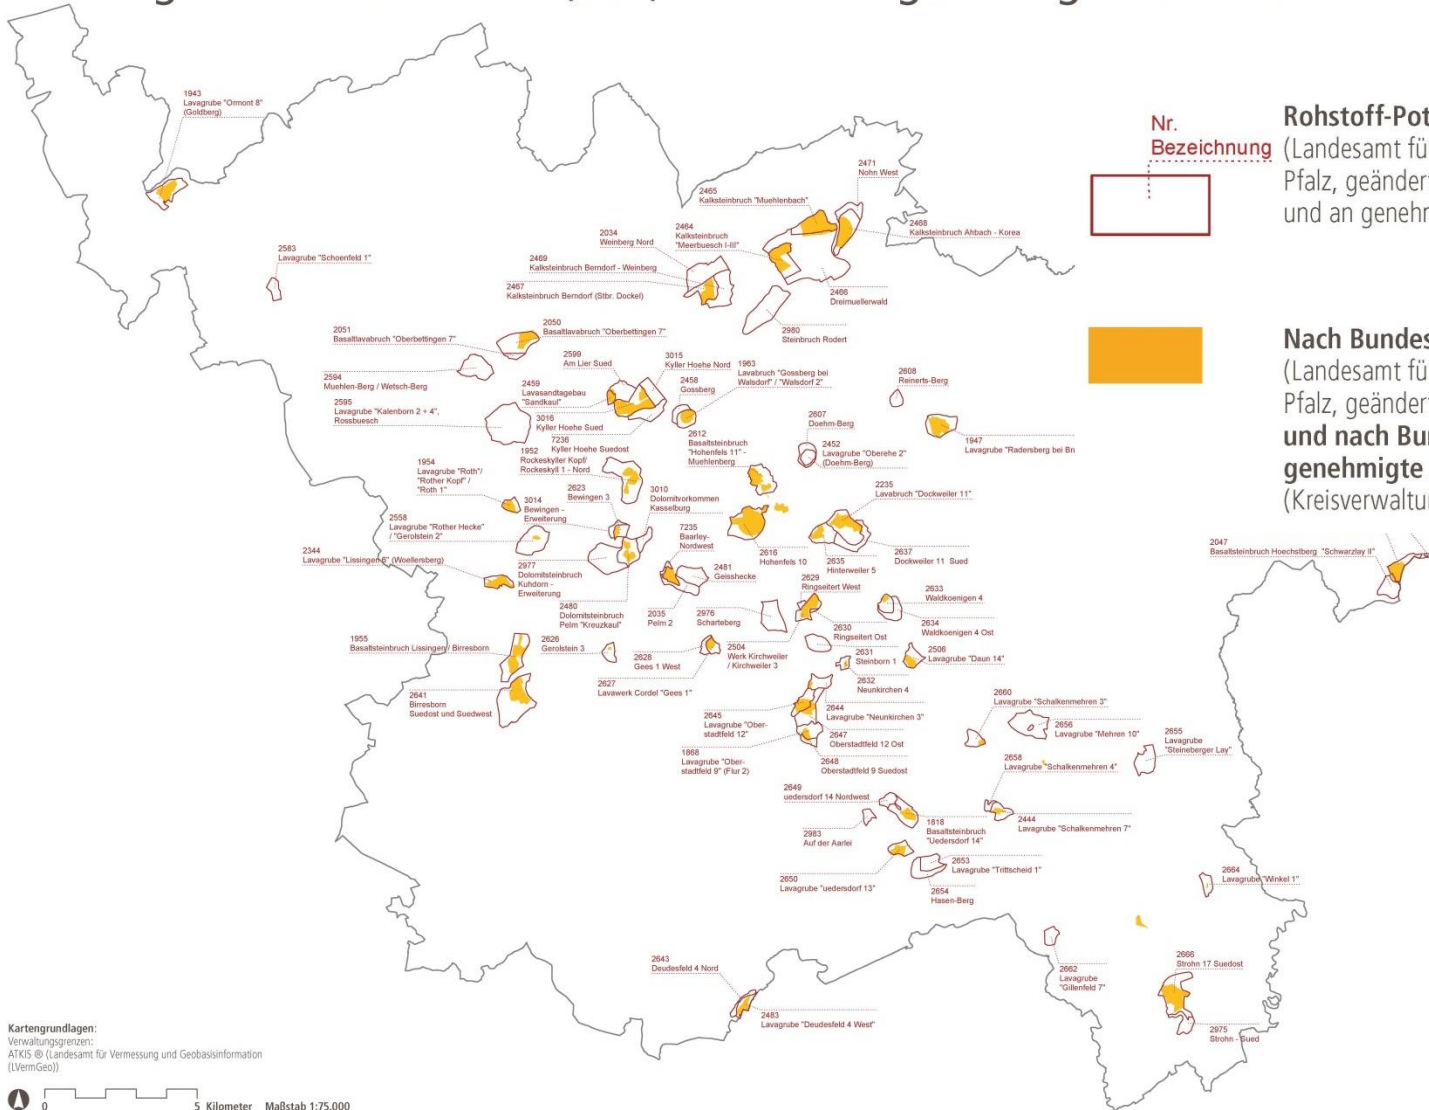 1943
Lavagrube "Ormont 8"
(Goldberg)
Nr.
Bezeichnung
Rohstoff-Pot
(Landesamt fü
Pfalz, geänder
und an genehm
2471
Nohn West
2465
Kalksteinbruch "Muehlenbach"
2468
Kalksteinbruch Ahbach - Korea
2464
Kalksteinbruch
"Meerbuesch I-III"
2034
Weinberg Nord
2583
Lavagrube "Schoenfeld 1"
2469
Kalksteinbruch Berndorf - Weinberg
2467
Kalksteinbruch Berndorf (Stbr. Dockel)
2466
Dreimuellerwald
2980
Steinbruch Rodert
Nach Bundes
(Landesamt fü
Pfalz, geänder
und nach Bun
genehmigte
(Kreisverwaltu
2051
Basaltlavabruch "Oberbettingen 7"
2050
Basaltlavabruch "Oberbettingen 7"
2594
Muehlen-Berg / Wetsch-Berg
2599
Am Lier Sued
3015
Kyller Hoehe Nord
1963
Lavabruch "Gossberg bei
Walsdorf" / "Walsdorf 2"
2458
Gossberg
2459
Lavasandtagebau
"Sandkaul"
2595
Lavagrube "Kalenborn 2 + 4",
Rossbuesch
3016
Kyller Hoehe Sued
7236
Kyller Hoehe Suedost
2608
Reinerts-Berg
2607
Doehm-Berg
2452
Lavagrube "Oberehe 2"
(Doehm-Berg)
1947
Lavagrube "Radersberg bei Br
2612
Basaltsteinbruch
"Hohenfels 11" -
Muehlenberg
1952
Rockeskyller Kopf/
Rockeskyll 1 - Nord
1954
Lavagrube "Roth"/
"Rother Kopf" /
"Roth 1"
2623
Bewingen 3
3010
Dolomitvorkommen
Kasselburg
3014
Bewingen -
Erweiterung
2235
Lavabruch "Dockweiler 11"
2558
Lavagrube "Rother Hecke"
/ "Gerolstein 2"
2344
Lavagrube "Lissingen 6" (Woellersberg)
2977
Dolomitsteinbruch
Kuhdorn -
Erweiterung
7235
Baarley-
Nordwest
2481
Geisshecke
2616
Hohenfels 10
2635
Hinterweiler 5
2637
Dockweiler 11 Sued
2047
Basaltsteinbruch Hoechstberg "Schwarzlay II"
2629
Ringseitert West
2633
Waldkoenigen 4
2634
Waldkoenigen 4 Ost
2480
Dolomitsteinbruch
Pelm "Kreuzkaul"
2035
Pelm 2
2976
Scharteberg
2630
Ringseitert Ost
1955
Basaltsteinbruch Lissingen / Birresborn
2626
Gerolstein 3
2628
Gees 1 West
2504
Werk Kirchweiler
/ Kirchweiler 3
2631
Steinborn 1
2506
Lavagrube "Daun 14"
2627
Lavawerk Cordel "Gees 1"
2632
Neunkirchen 4
2641
Birresborn
Suedost und Suedwest
2645
Lavagrube "Ober-
stadtfeld 12"
2644
Lavagrube "Neunkirchen 3"
2647
Oberstadtfeld 12 Ost
2660
Lavagrube "Schalkenmehren 3"
2656
Lavagrube "Mehren 10"
2655
Lavagrube
"Steineberger Lay"
1868
Lavagrube "Ober-
stadtfeld 9" (Flur 2)
2648
Oberstadtfeld 9 Suedost
2658
Lavagrube "Schalkenmehren 4"
2649
uedersdorf 14 Nordwest
2983
Auf der Aarlei
1818
Basaltsteinbruch
"Uedersdorf 14"
2444
Lavagrube "Schalkenmehren 7"
2650
Lavagrube "uedersdorf 13"
2653
Lavagrube "Trittscheid 1"
2654
Hasen-Berg
2664
Lavagrube "Winkel 1"
2643
Deudesfeld 4 Nord
2483
Lavagrube "Deudesfeld 4 West"
2662
Lavagrube
"Gillenfeld 7"
2666
Strohn 17 Suedost
2975
Strohn - Sued
Kartengrundlagen:
Verwaltungsgrenzen:
ATKIS ® (Landesamt für Vermessung und Geobasisinformation
(LVermGeo))
0 5 Kilometer Maßstab 1:75.000